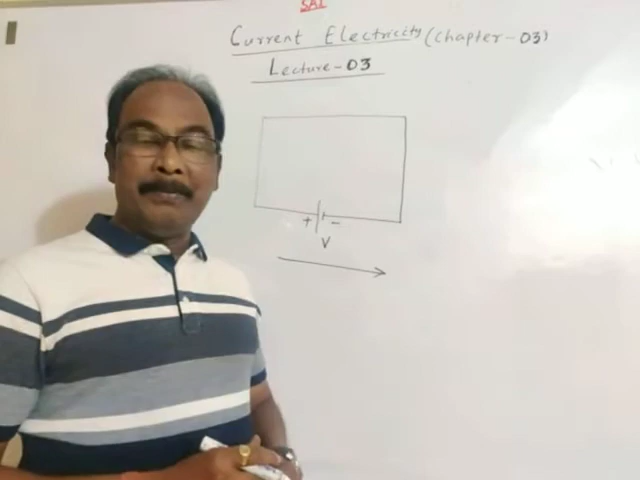 SAI
Current Electricity (Chapter-03)
Lecture-03
+ -
V